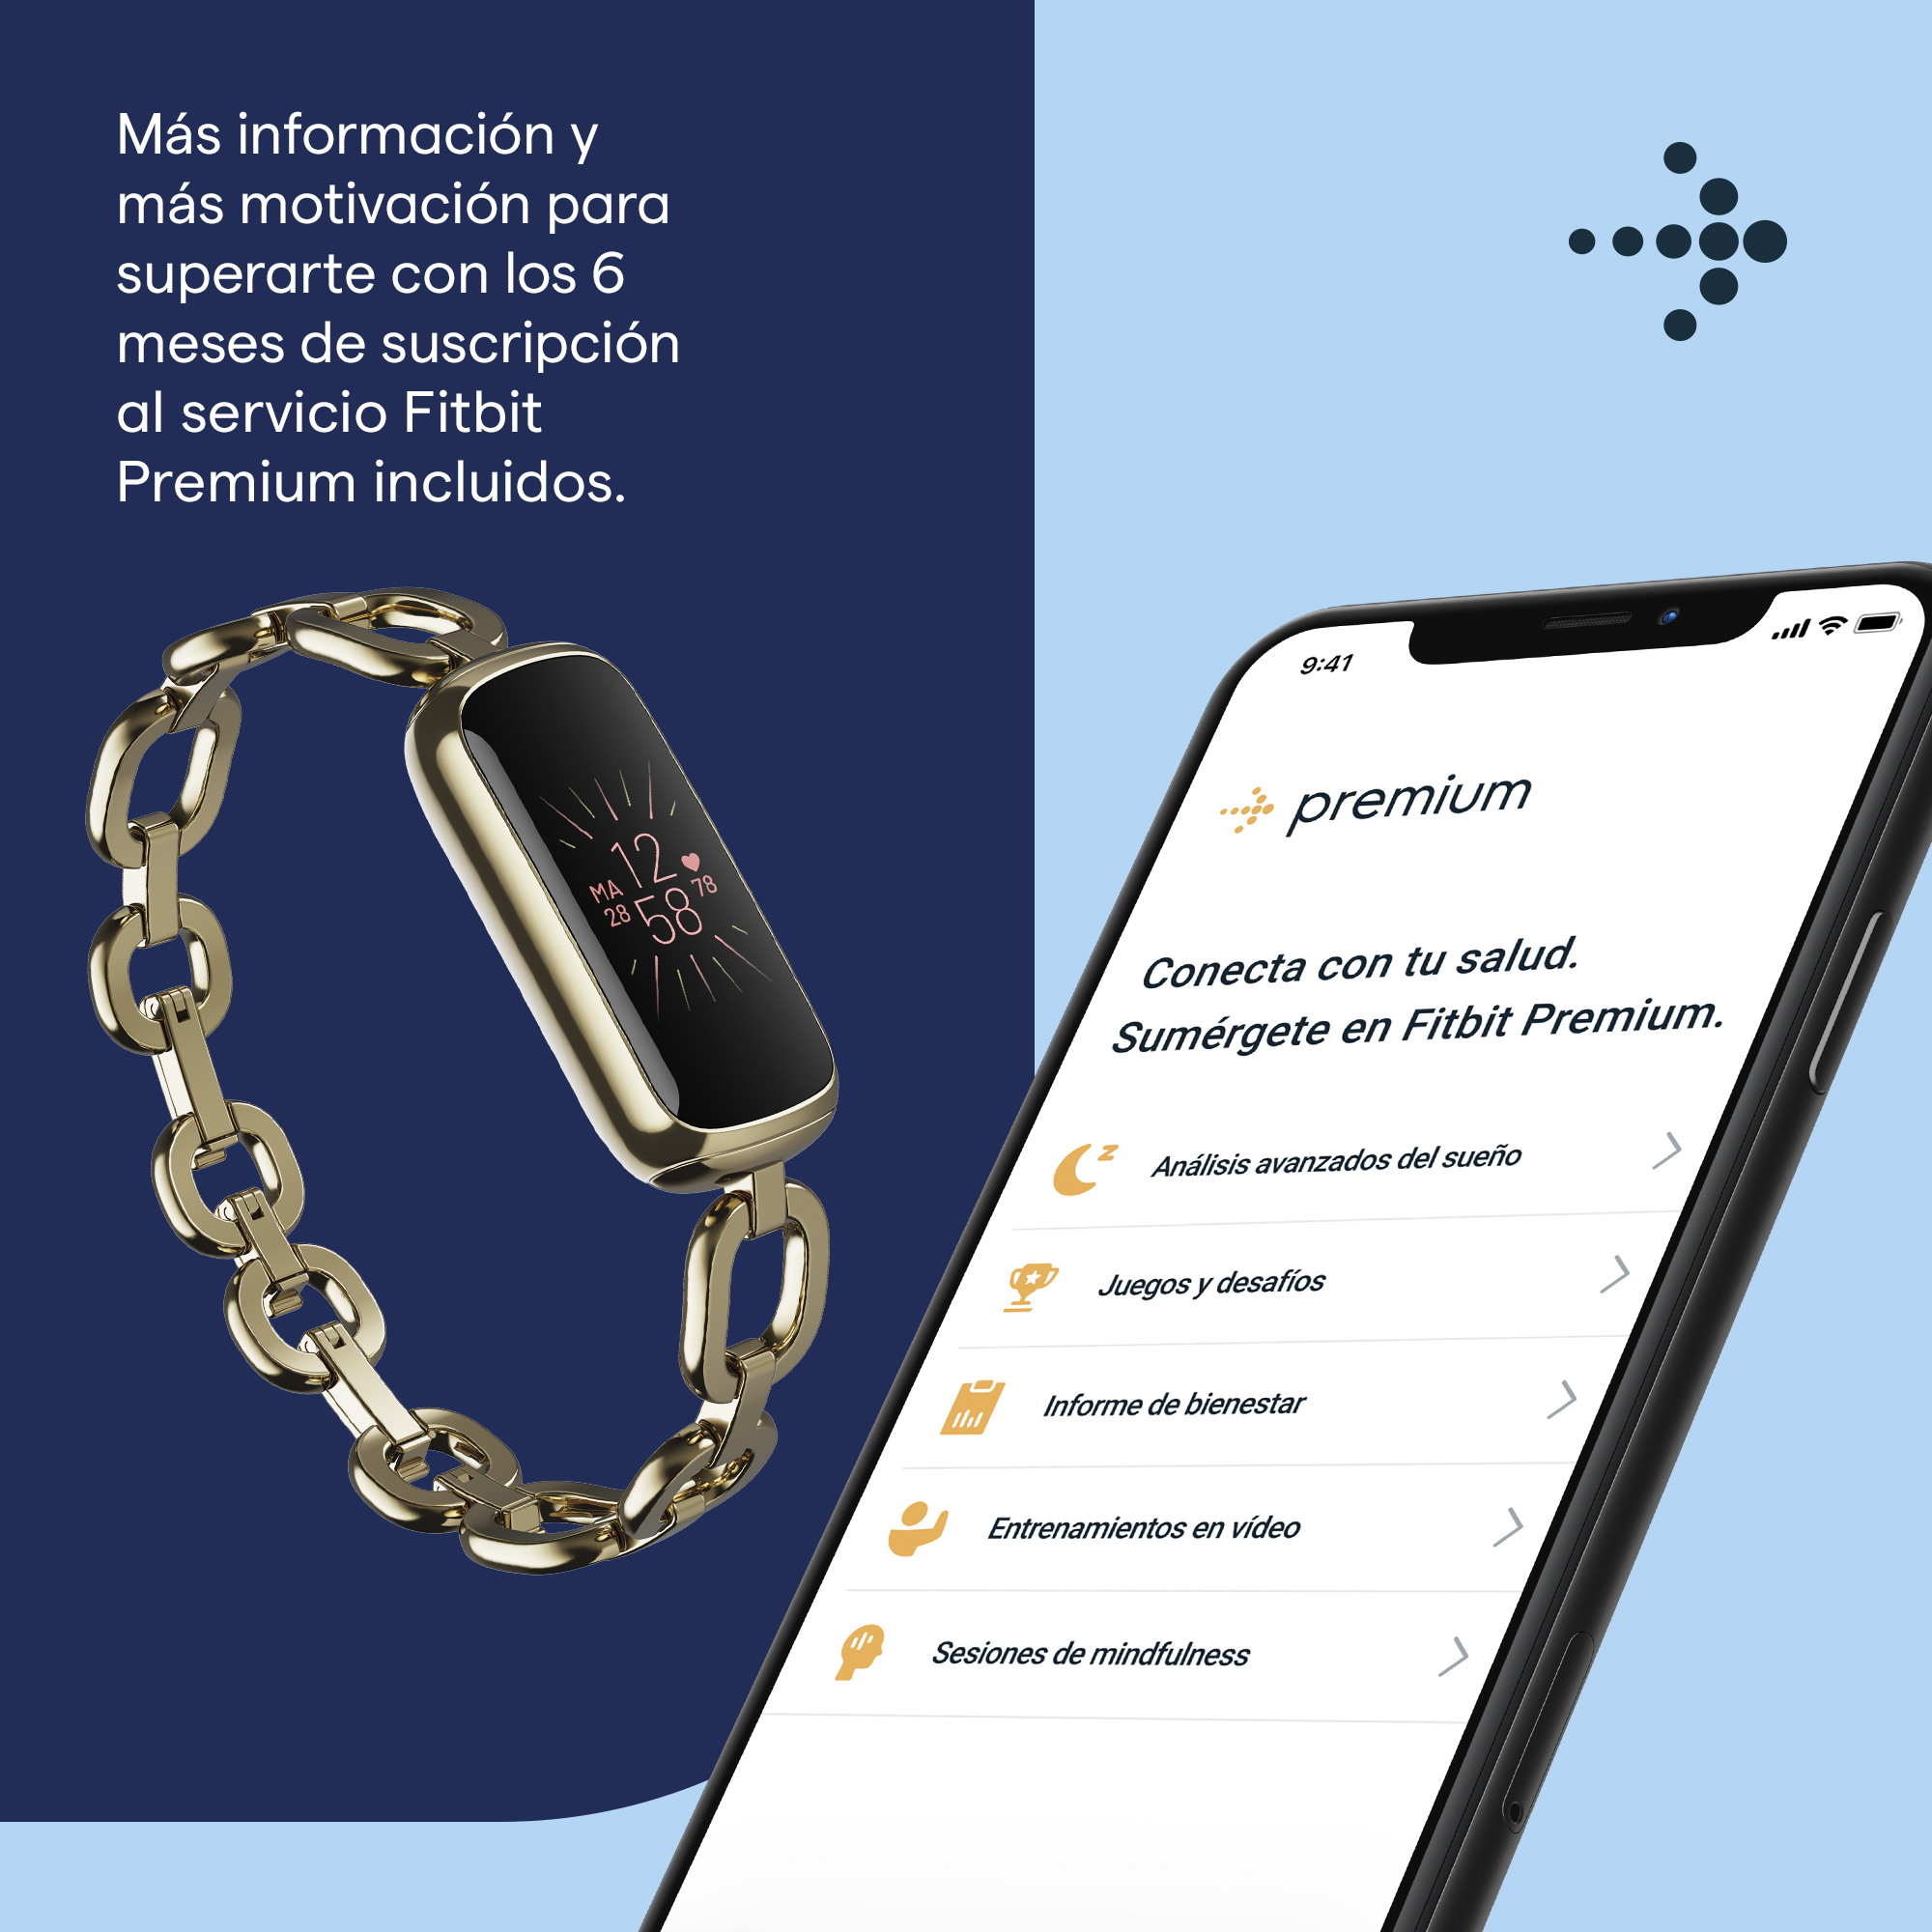 Más información y
más motivación para
superarte con los 6
meses de suscripción
al servicio Fitbit
Premium incluidos.
12
MA
28
58
78
9:41
premium
Conecta con tu salud.
Sumérgete en Fitbit Premium.
Análisis avanzados del sueño
Juegos y desafíos
Informe de bienestar
Entrenamientos en vídeo
Sesiones de mindfulness